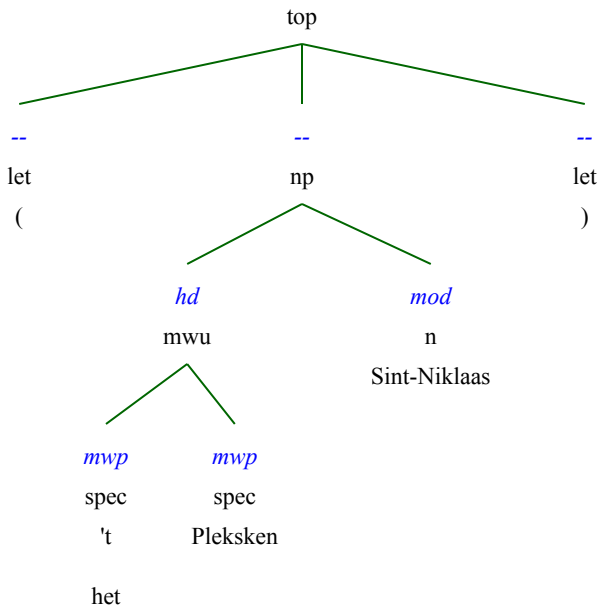 top
-- -- --
let np let
( )
hd mod
mwu n
Sint-Niklaas
mwp mwp
spec spec
't Pleksken
het